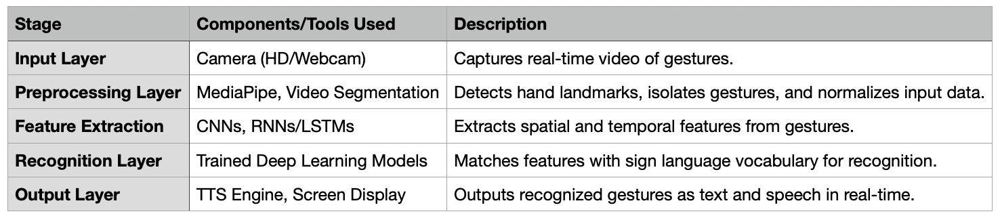 Stage Components/Tools Used Description
Input Layer Camera (HD/Webcam) Captures real-time video of gestures.
Preprocessing Layer MediaPipe, Video Segmentation Detects hand landmarks, isolates gestures, and normalizes input data.
Feature Extraction CNNs, RNNs/LSTMs Extracts spatial and temporal features from gestures.
Recognition Layer Trained Deep Learning Models Matches features with sign language vocabulary for recognition.
Output Layer TTS Engine, Screen Display Outputs recognized gestures as text and speech in real-time.